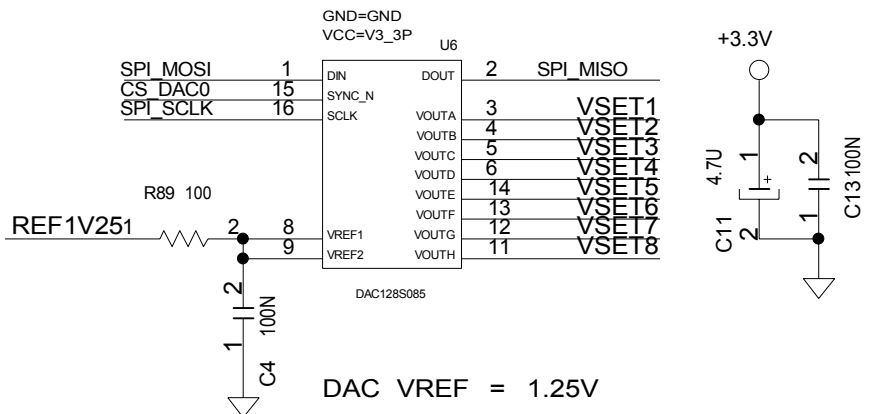 GND=GND
VCC=V3_3P
U6
+3.3V
SPI_MOSI 1 DIN DOUT 2 SPI_MISO
CS_DAC0 15 SYNC_N
SPI_SCLK 16 SCLK
VOUTA 3 VSET1
VOUTB 4 VSET2
VOUTC 5 VSET3
VOUTD 6 VSET4
VOUTE 14 VSET5
VOUTF 13 VSET6
VOUTG 12 VSET7
VOUTH 11 VSET8
R89 100
REF1V25 1 2 8 VREF1
9 VREF2
DAC128S085
2 100N
1 C4
1 4.7U
+
2 C11
2 100N
1 C13
DAC VREF = 1.25V